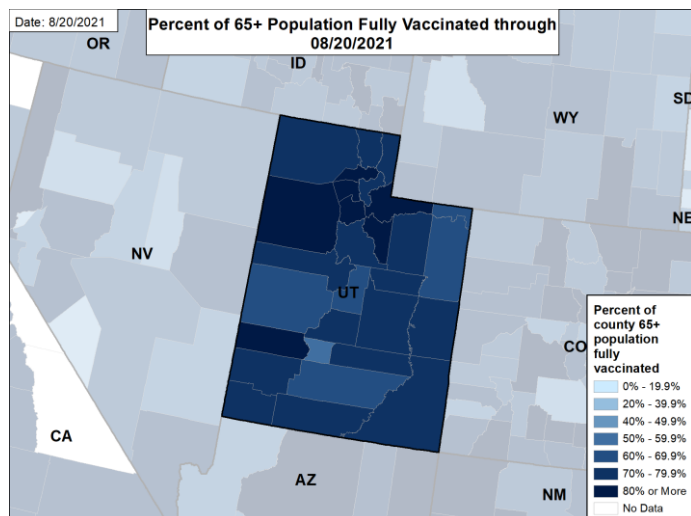 Date: 8/20/2021
Percent of 65+ Population Fully Vaccinated through
08/20/2021
OR
ID
WY
SD
NE
NV
UT
CO
CA
AZ
NM
Percent of
county 65+
population
fully
vaccinated
0% - 19.9%
20% - 39.9%
40% - 49.9%
50% - 59.9%
60% - 69.9%
70% - 79.9%
80% or More
No Data